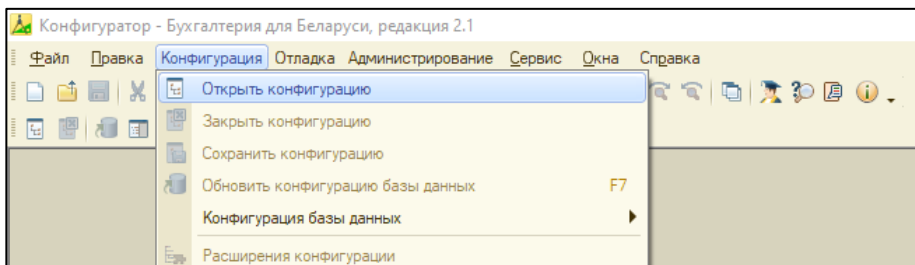 Конфигуратор - Бухгалтерия для Беларуси, редакция 2.1
Файл Правка Конфигурация Отладка Администрирование Сервис Окна Справка
Открыть конфигурацию
Закрыть конфигурацию
Сохранить конфигурацию
Обновить конфигурацию базы данных F7
Конфигурация базы данных
Расширения конфигурации